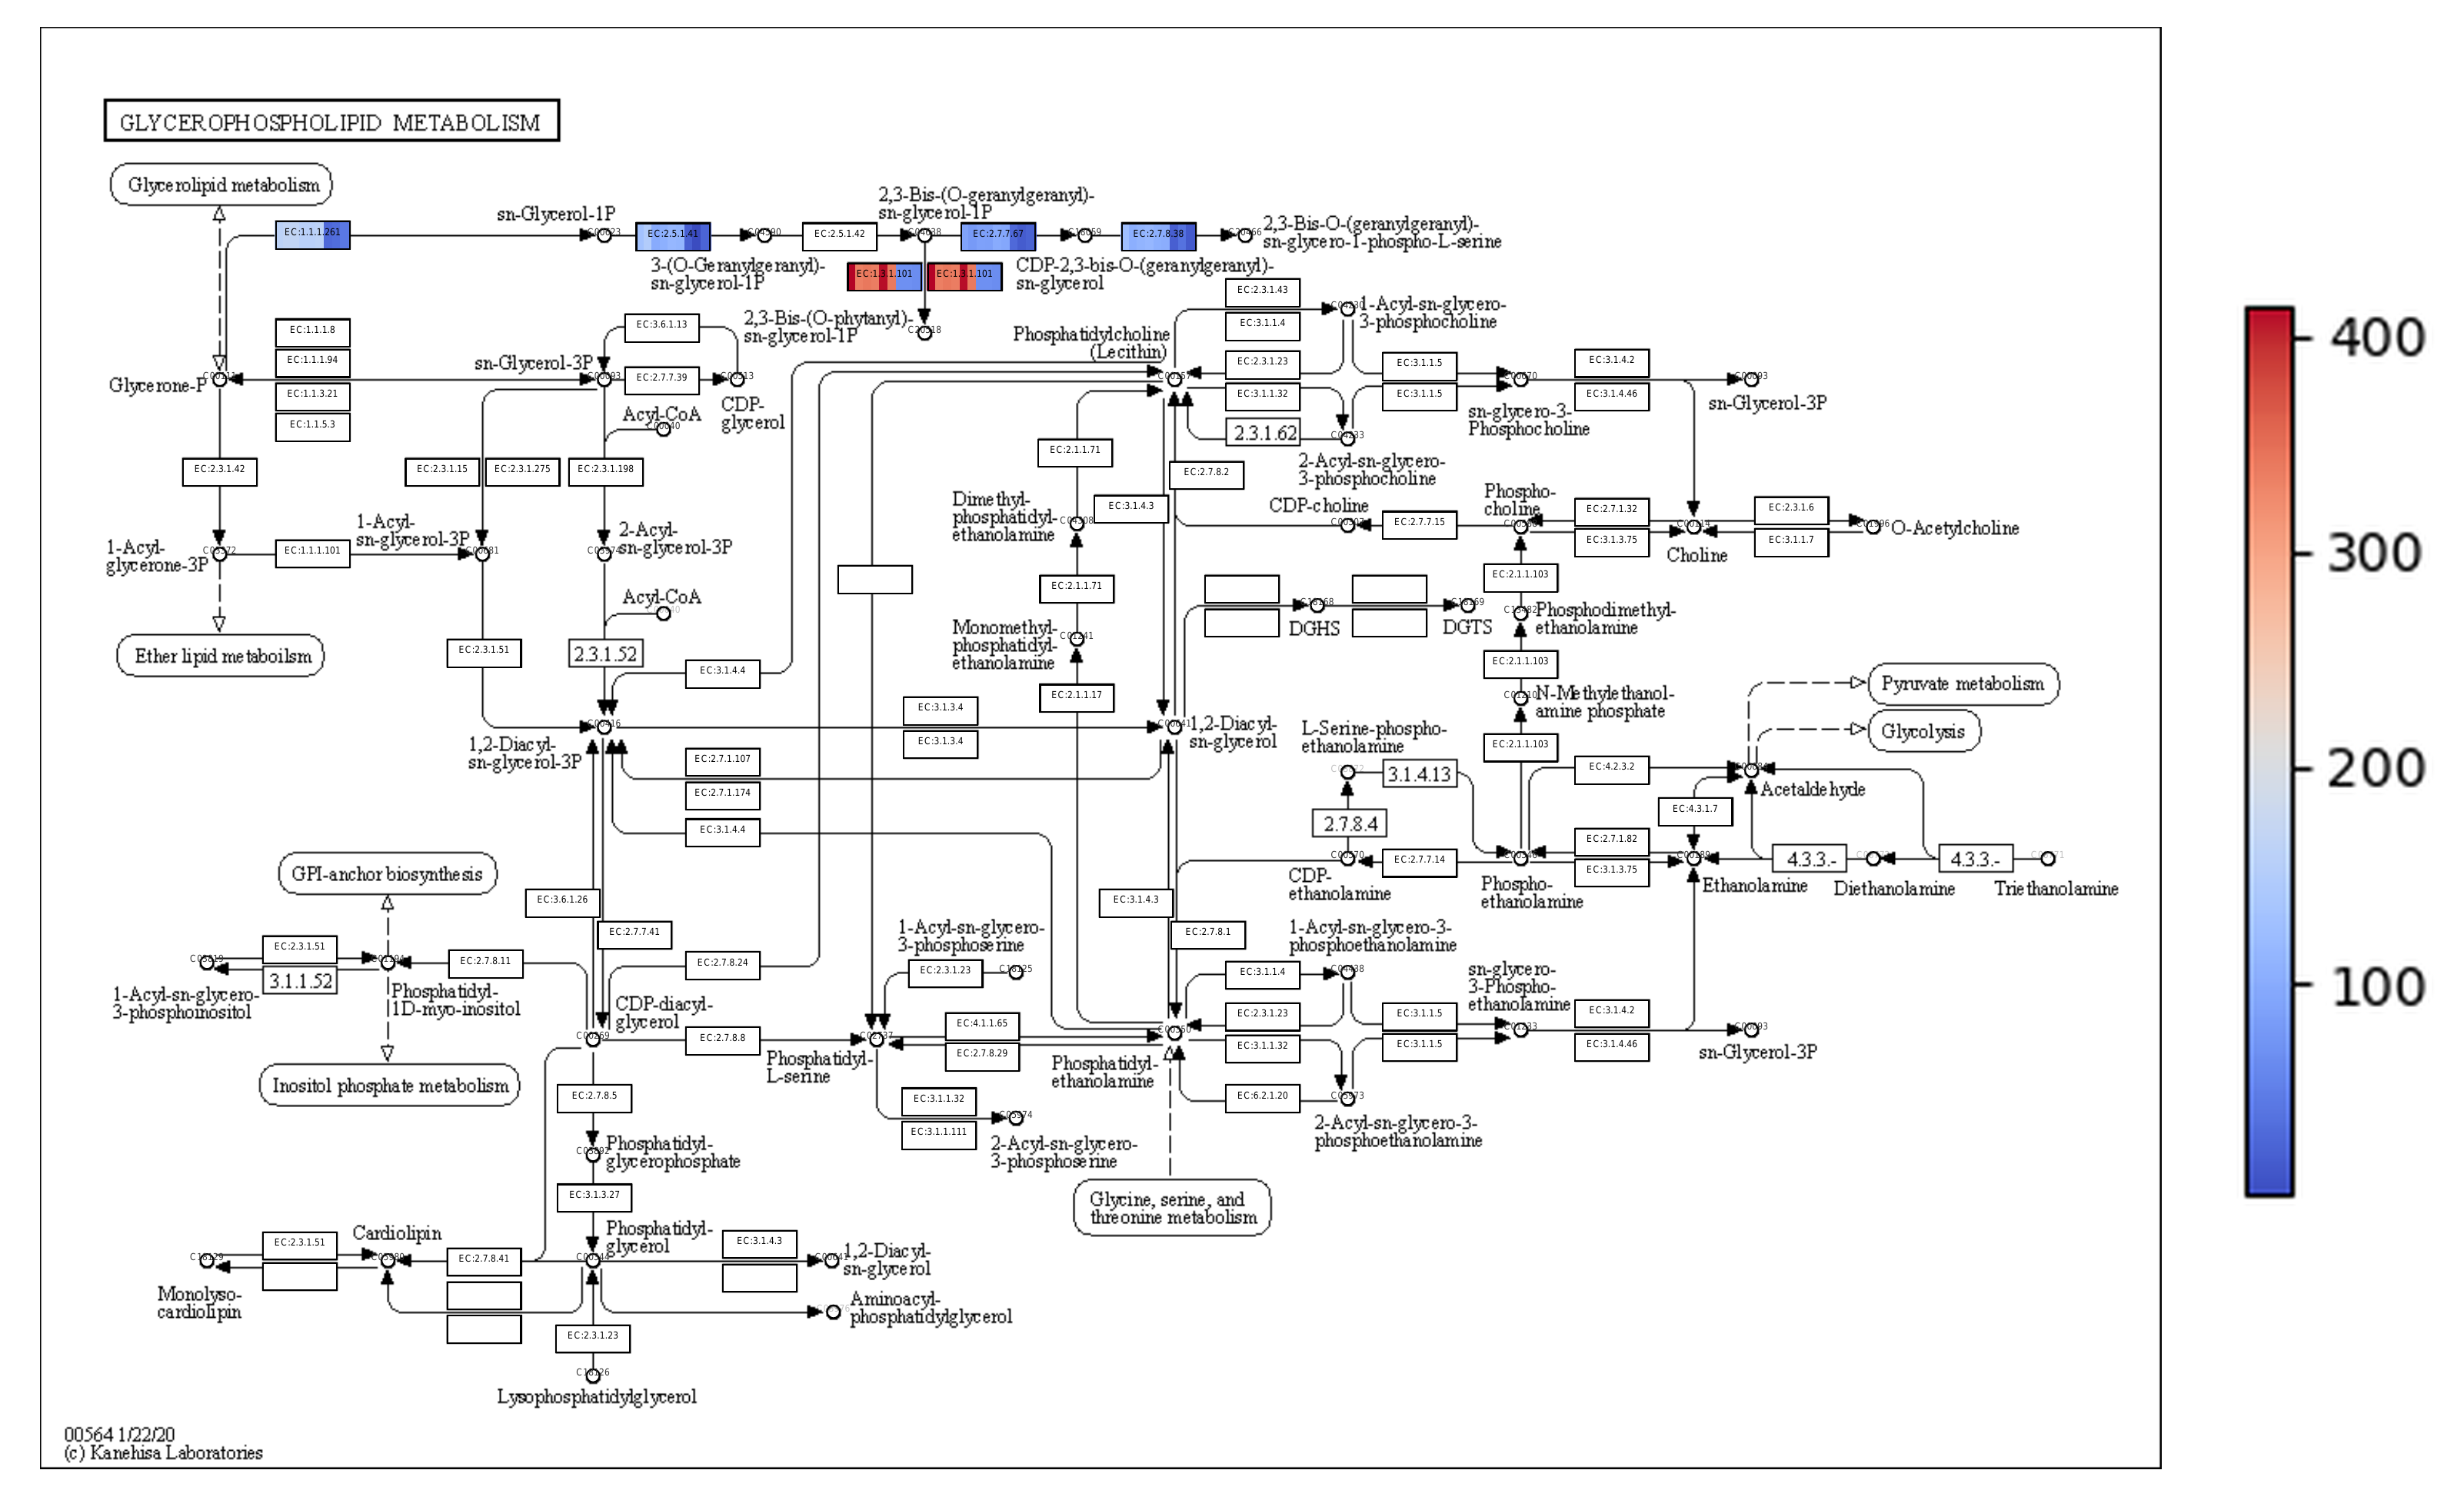 GLYCEROPHOSPHOLIPID METABOLISM
Glycerolipid metabolism
EC:1.1.1.261
sn-Glycerol-1P
EC:2.5.1.41
3-(O-Geranylgeranyl)-
sn-glycerol-1P
EC:2.5.1.42
2,3-Bis-(O-geranylgeranyl)-
sn-glycerol-1P
EC:2.7.7.67
CDP-2,3-bis-O-(geranylgeranyl)-
sn-glycerol
EC:2.7.8.38
2,3-Bis-O-(geranylgeranyl)-
sn-glycero-1-phospho-L-serine
EC:1.3.1.101
EC:1.3.1.101
2,3-Bis-(O-phytanyl)-
sn-glycerol-1P
EC:1.1.1.8
EC:1.1.1.94
EC:1.1.3.21
EC:1.1.5.3
Glycerone-P
sn-Glycerol-3P
EC:3.6.1.13
EC:2.7.7.39
CDP-
glycerol
Acyl-CoA
Phosphatidylcholine
(Lecithin)
EC:2.3.1.43
EC:3.1.1.4
1-Acyl-sn-glycero-
3-phosphocholine
EC:2.3.1.23
EC:3.1.1.32
2.3.1.62
2-Acyl-sn-glycero-
3-phosphocholine
EC:3.1.1.5
EC:3.1.1.5
sn-glycero-3-
Phosphocholine
EC:3.1.4.2
EC:3.1.4.46
sn-Glycerol-3P
EC:2.3.1.42
EC:2.3.1.15
EC:2.3.1.275
EC:2.3.1.198
EC:2.1.1.71
EC:2.7.8.2
EC:3.1.4.3
Dimethyl-
phosphatidyl-
ethanolamine
CDP-choline
EC:2.7.7.15
Phospho-
choline
EC:2.7.1.32
EC:3.1.3.75
Choline
EC:2.3.1.6
EC:3.1.1.7
O-Acetylcholine
1-Acyl-
glycerone-3P
EC:1.1.1.101
1-Acyl-
sn-glycerol-3P
2-Acyl-
sn-glycerol-3P
Acyl-CoA
EC:2.1.1.71
EC:2.1.1.103
DGHS
DGTS
Phosphodimethyl-
ethanolamine
Monomethyl-
phosphatidyl-
ethanolamine
Ether lipid metaboilsm
EC:2.3.1.51
2.3.1.52
EC:3.1.4.4
EC:2.1.1.17
EC:2.1.1.103
N-Methylethanol-
amine phosphate
EC:2.1.1.103
Pyruvate metabolism
Glycolysis
EC:3.1.3.4
EC:3.1.3.4
1,2-Diacyl-
sn-glycerol-3P
1,2-Diacyl-
sn-glycerol
EC:2.7.1.107
EC:2.7.1.174
EC:3.1.4.4
L-Serine-phospho-
ethanolamine
3.1.4.13
2.7.8.4
EC:4.2.3.2
Acetaldehyde
EC:4.3.1.7
EC:2.7.7.14
CDP-
ethanolamine
Phospho-
ethanolamine
EC:2.7.1.82
EC:3.1.3.75
Ethanolamine
4.3.3.-
Diethanolamine
4.3.3.-
Triethanolamine
GPI-anchor biosynthesis
EC:3.6.1.26
EC:2.7.7.41
EC:3.1.4.3
EC:2.7.8.1
EC:2.3.1.51
3.1.1.52
EC:2.7.8.11
EC:2.7.8.24
1-Acyl-sn-glycero-
3-phosphoinositol
Phosphatidyl-
1D-myo-inositol
CDP-diacyl-
glycerol
1-Acyl-sn-glycero-
3-phosphoserine
EC:2.3.1.23
1-Acyl-sn-glycero-3-
phosphoethanolamine
EC:3.1.1.4
EC:2.3.1.23
EC:3.1.1.32
EC:6.2.1.20
EC:3.1.1.5
EC:3.1.1.5
sn-glycero-
3-Phospho-
ethanolamine
EC:3.1.4.2
EC:3.1.4.46
sn-Glycerol-3P
EC:2.7.8.8
Phosphatidyl-
L-serine
EC:4.1.1.65
EC:2.7.8.29
Phosphatidyl-
ethanolamine
Inositol phosphate metabolism
EC:2.7.8.5
EC:3.1.1.32
EC:3.1.1.111
2-Acyl-sn-glycero-
3-phosphoserine
2-Acyl-sn-glycero-3-
phosphoethanolamine
Phosphatidyl-
glycerophosphate
EC:3.1.3.27
Glycine, serine, and
threonine metabolism
Phosphatidyl-
glycerol
Cardiolipin
EC:2.3.1.51
EC:2.7.8.41
EC:3.1.4.3
1,2-Diacyl-
sn-glycerol
Monolyso-
cardiolipin
Aminoacyl-
phosphatidylglycerol
EC:2.3.1.23
Lysophosphatidylglycerol
00564 1/22/20
(c) Kanehisa Laboratories
400
300
200
100